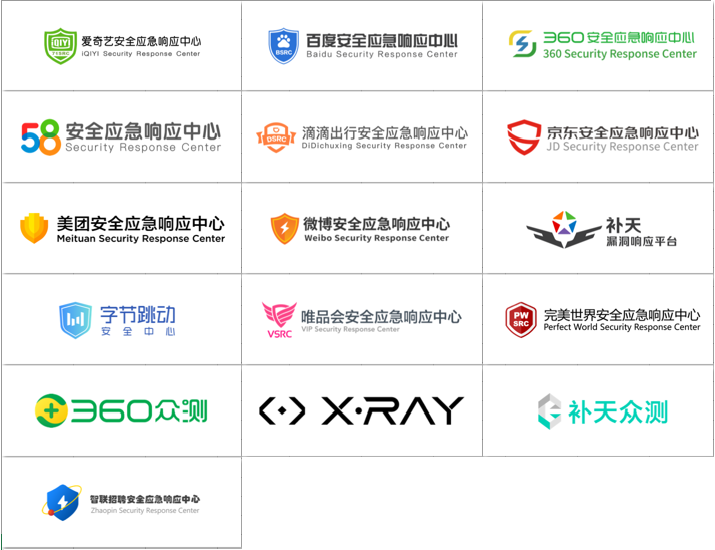 QIY
71SRC
爱奇艺安全应急响应中心
iQIYI Security Response Center
BSRC
百度安全应急响应中心
Baidu Security Response Center
360安全应急响应中心
360 Security Response Center
58 安全应急响应中心
Security Response Center
DSRC
滴滴出行安全应急响应中心
DiDichuxing Security Response Center
京东安全应急响应中心
JD Security Response Center
美团安全应急响应中心
Meituan Security Response Center
微博安全应急响应中心
Weibo Security Response Center
补天
漏洞响应平台
字节跳动
安全中心
VSRC
唯品会安全应急响应中心
VIP Security Response Center
PW
SRC
完美世界安全应急响应中心
Perfect World Security Response Center
360众测
X·RAY
补天众测
智联招聘安全应急响应中心
Zhaopin Security Response Center